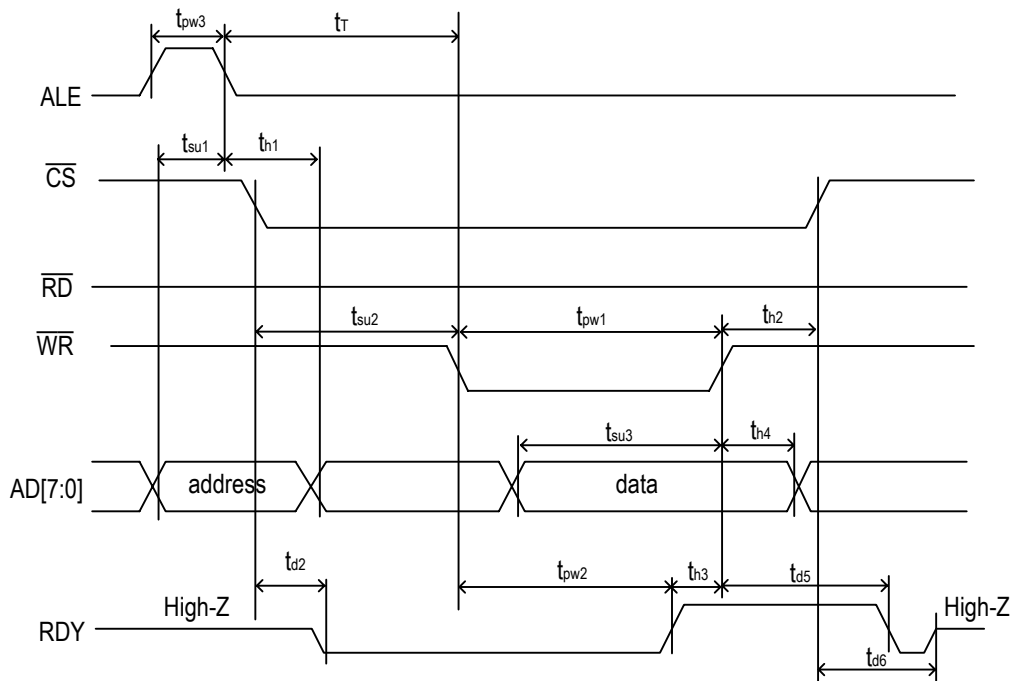 tpw3 tT
ALE
tsu1 th1
CS
RD
tsu2 tpw1 th2
WR
tsu3 th4
AD[7:0] address data
td2 tpw2 th3 td5
High-Z High-Z
RDY
td6